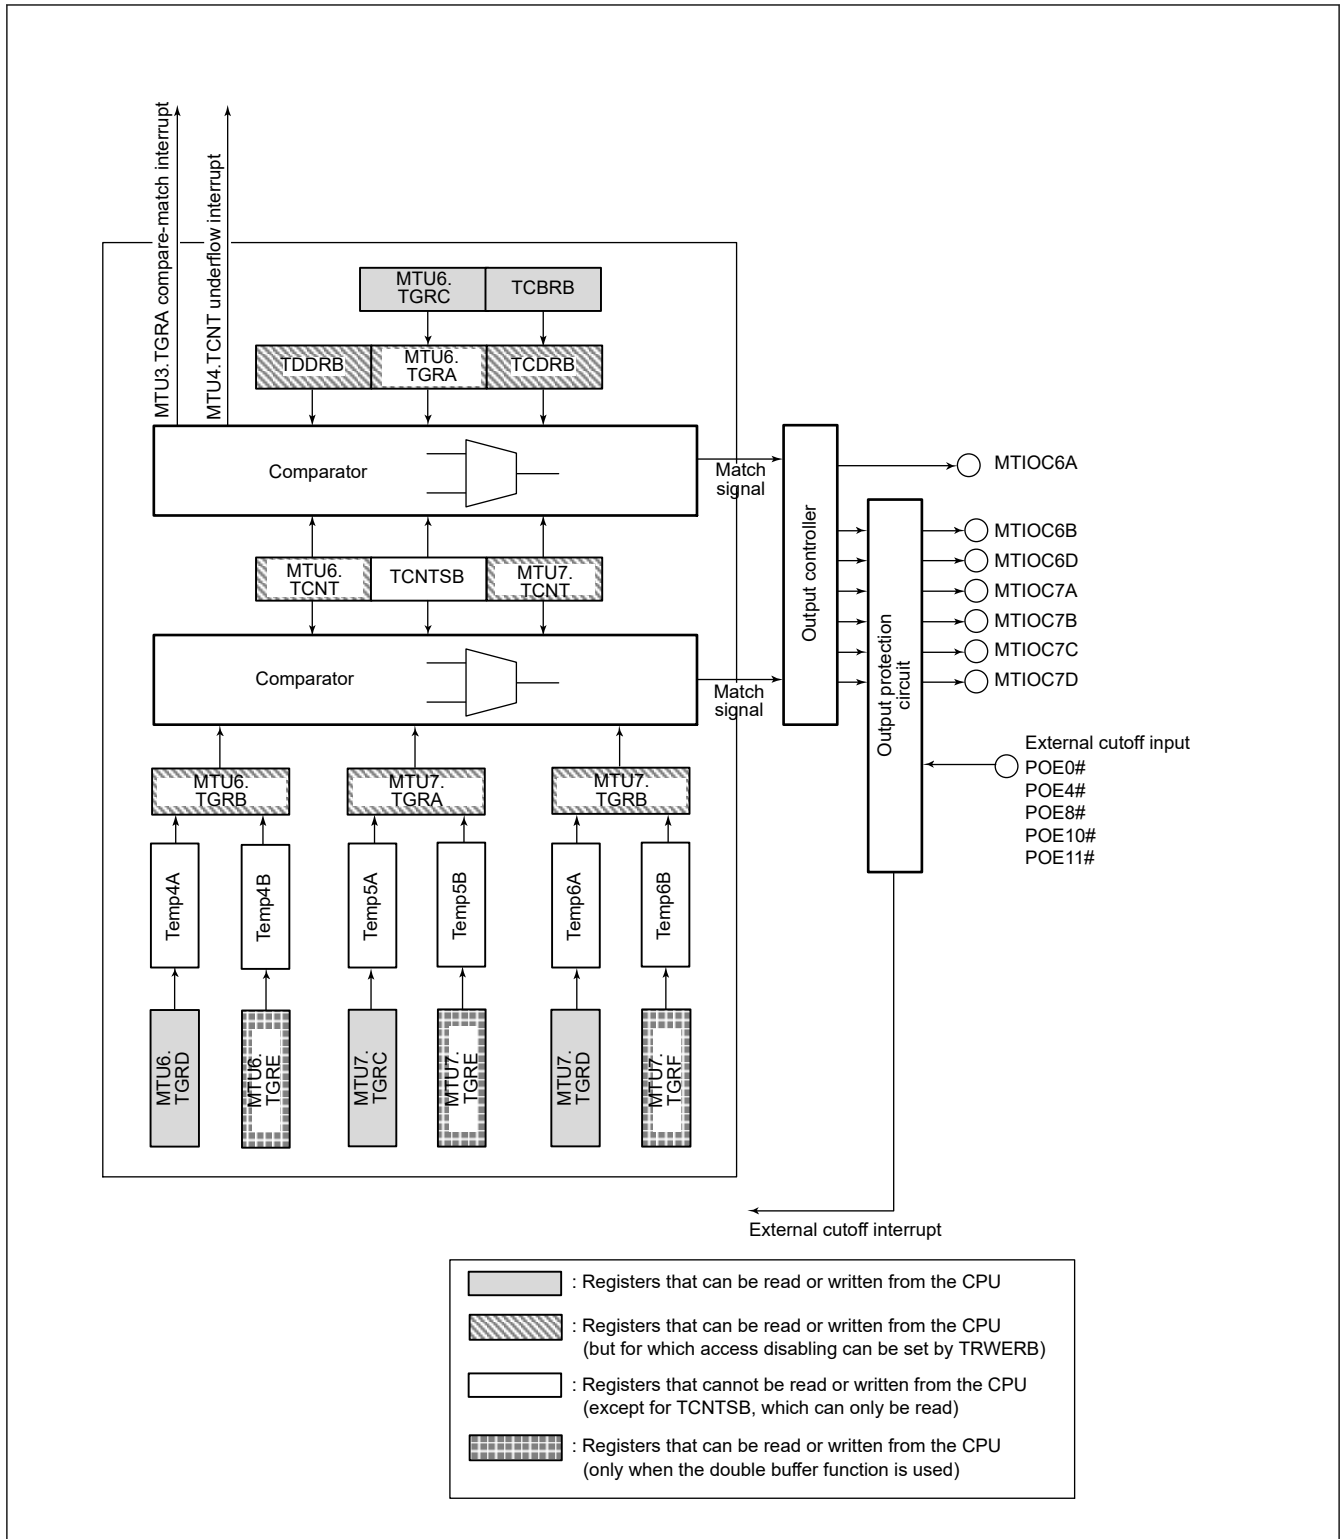 MTU3.TGRA compare-match interrupt
MTU4.TCNT underflow interrupt
MTU6.
TGRC
TCBRB
TDDRB
MTU6.
TGRA
TCDRB
Comparator
Match
signal
MTU6.
TCNT
TCNTSB
MTU7.
TCNT
Comparator
Match
signal
MTU6.
TGRB
MTU7.
TGRA
MTU7.
TGRB
Temp4A
Temp4B
Temp5A
Temp5B
Temp6A
Temp6B
MTU6.
TGRD
MTU6.
TGRE
MTU7.
TGRC
MTU7.
TGRE
MTU7.
TGRD
MTU7.
TGRF
Output controller
Output protection
circuit
MTIOC6A
MTIOC6B
MTIOC6D
MTIOC7A
MTIOC7B
MTIOC7C
MTIOC7D
External cutoff input
POE0#
POE4#
POE8#
POE10#
POE11#
External cutoff interrupt
: Registers that can be read or written from the CPU
: Registers that can be read or written from the CPU
(but for which access disabling can be set by TRWERB)
: Registers that cannot be read or written from the CPU
(except for TCNTSB, which can only be read)
: Registers that can be read or written from the CPU
(only when the double buffer function is used)